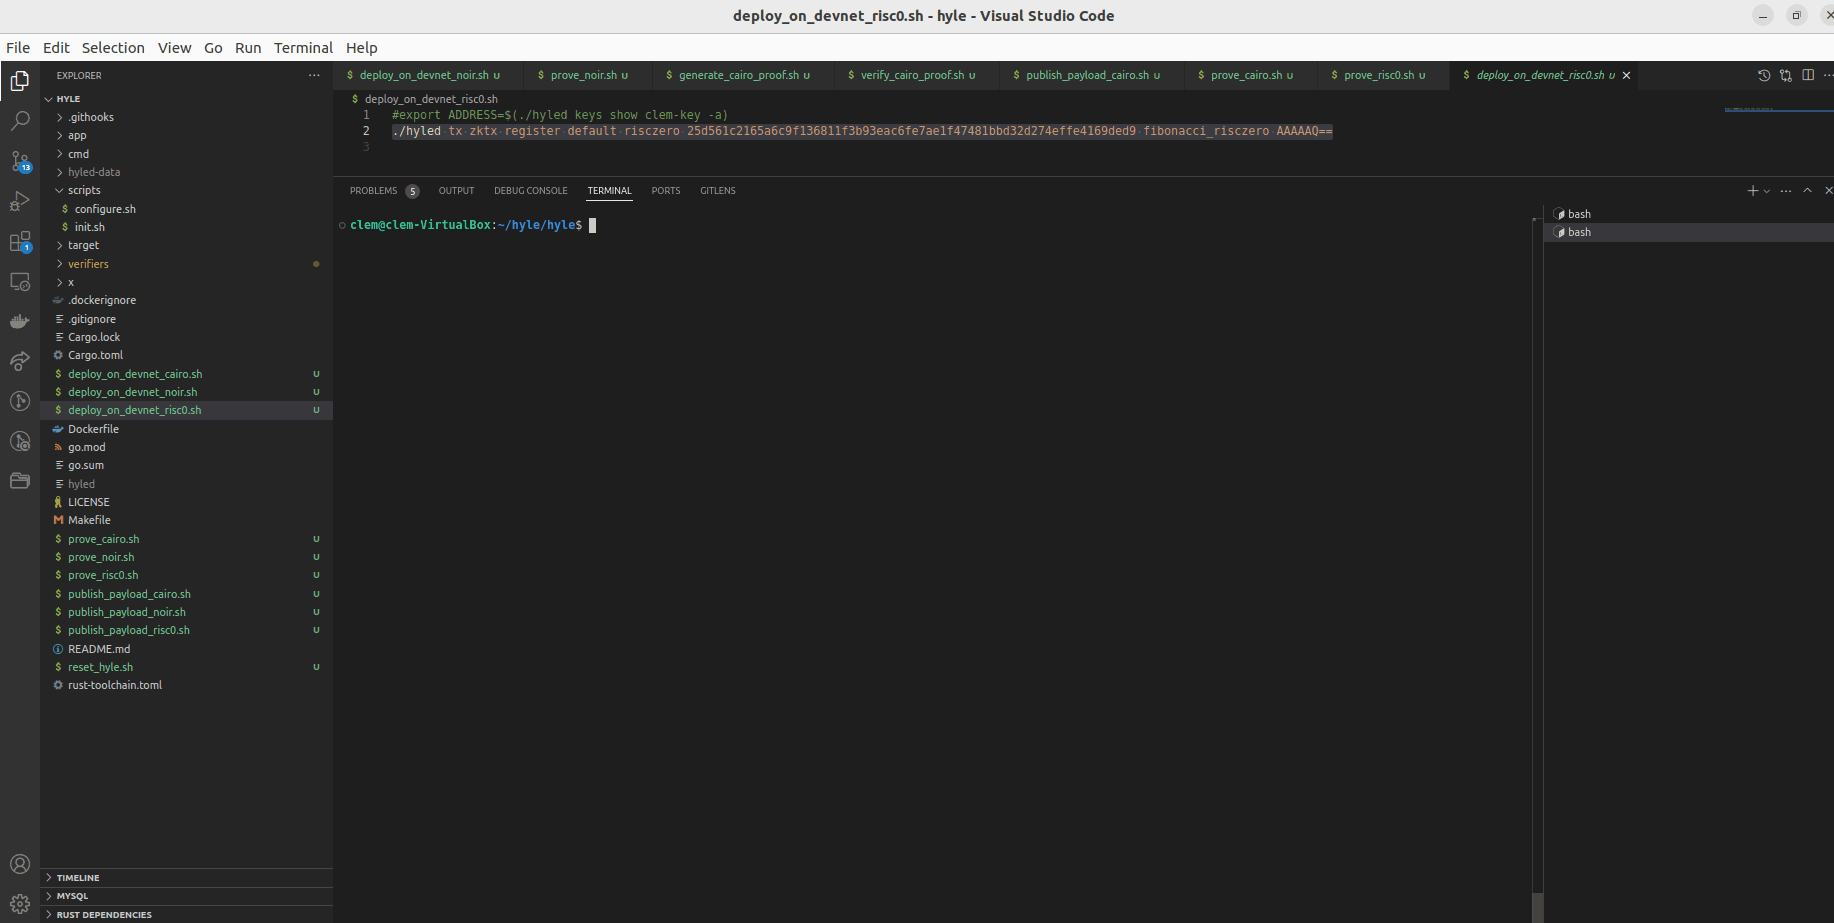 deploy_on_devnet_risc0.sh - hyle - Visual Studio Code
File Edit Selection View Go Run Terminal Help
EXPLORER
HYLE
.githooks
app
cmd
hyled-data
scripts
$ configure.sh
$ init.sh
target
verifiers
x
.dockerignore
.gitignore
Cargo.lock
Cargo.toml
$ deploy_on_devnet_cairo.sh U
$ deploy_on_devnet_noir.sh U
$ deploy_on_devnet_risc0.sh U
Dockerfile
go.mod
go.sum
hyled
LICENSE
Makefile
$ prove_cairo.sh U
$ prove_noir.sh U
$ prove_risc0.sh U
$ publish_payload_cairo.sh U
$ publish_payload_noir.sh U
$ publish_payload_risc0.sh U
README.md
$ reset_hyle.sh U
rust-toolchain.toml
TIMELINE
MYSQL
RUST DEPENDENCIES
13
1
$ deploy_on_devnet_noir.sh U $ prove_noir.sh U $ generate_cairo_proof.sh U $ verify_cairo_proof.sh U $ publish_payload_cairo.sh U $ prove_cairo.sh U $ prove_risc0.sh U $ deploy_on_devnet_risc0.sh U
$ deploy_on_devnet_risc0.sh
1 #export ADDRESS=$(./hyled keys show clem-key -a)
2 ./hyled tx zktx register default risczero 25d561c2165a6c9f136811f3b93eac6fe7ae1f47481bbd32d274effe4169ded9 fibonacci_risczero AAAAAQ==
3
PROBLEMS 5 OUTPUT DEBUG CONSOLE TERMINAL PORTS GITLENS
clem@clem-VirtualBox:~/hyle/hyle$
bash
bash